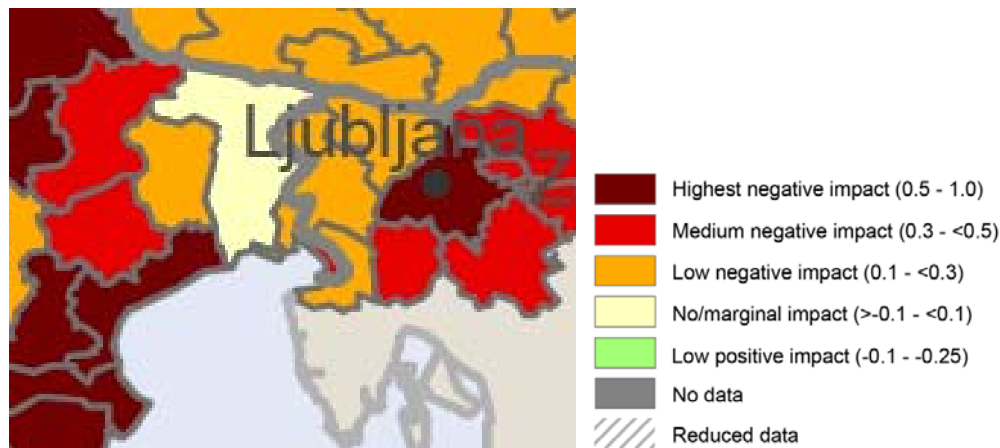 Ljubljana
Z
Highest negative impact (0.5 - 1.0)
Medium negative impact (0.3 - <0.5)
Low negative impact (0.1 - <0.3)
No/marginal impact (>-0.1 - <0.1)
Low positive impact (-0.1 - -0.25)
No data
Reduced data